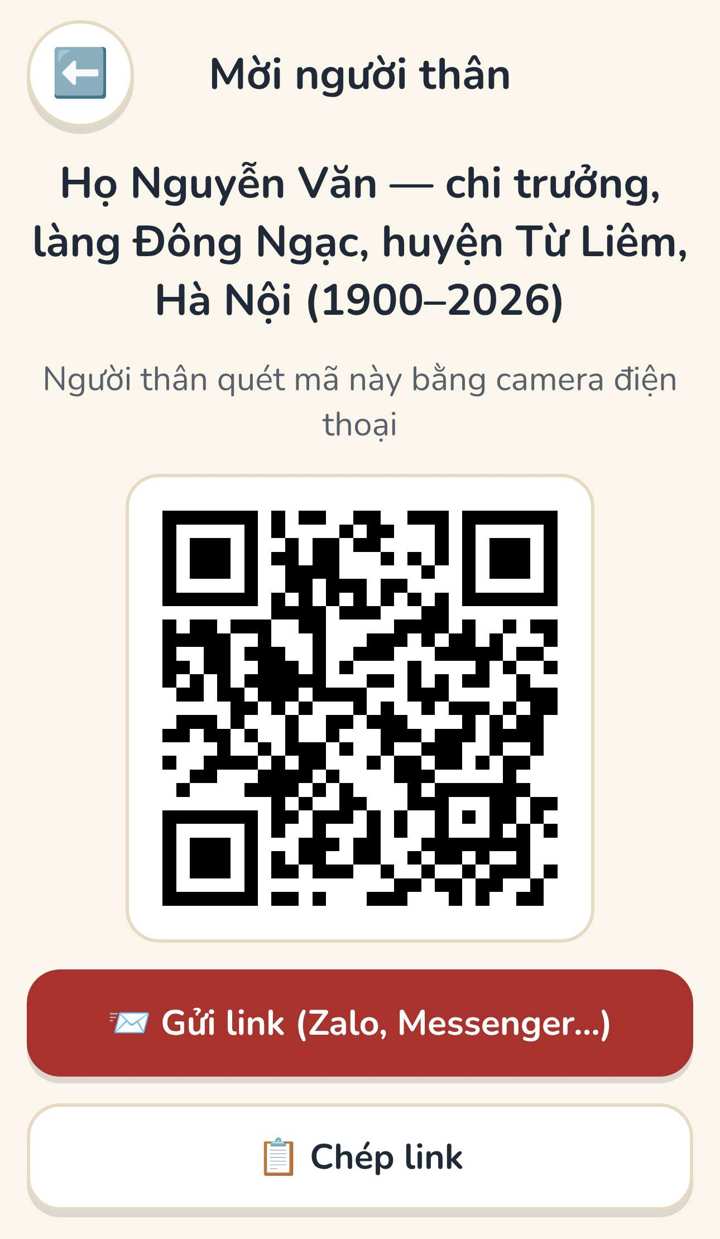 Mời người thân
Họ Nguyễn Văn — chi trưởng,
làng Đông Ngạc, huyện Từ Liêm,
Hà Nội (1900–2026)
Người thân quét mã này bằng camera điện
thoại
Gửi link (Zalo, Messenger...)
Chép link